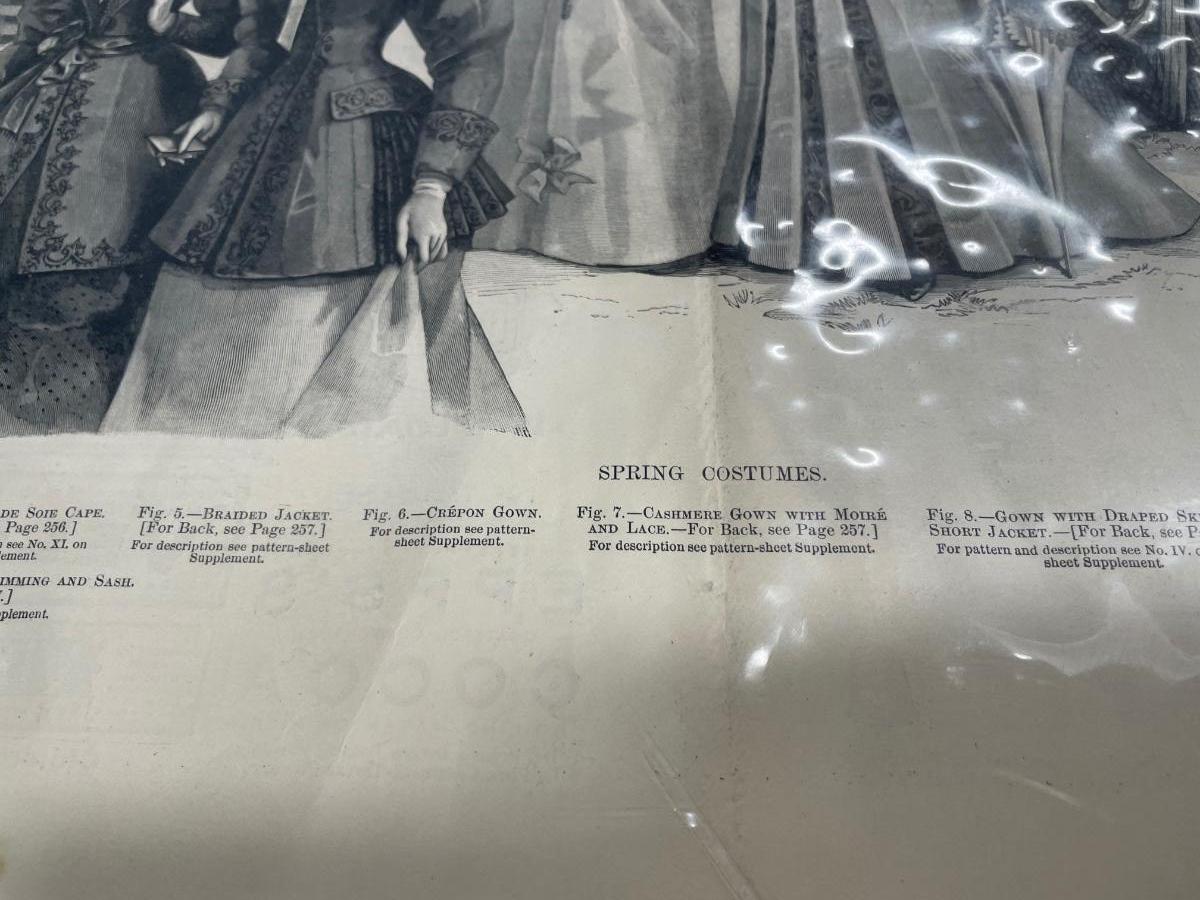 SPRING COSTUMES.
DE SOIE CAPE.
Page 256.]
see No. XI. on
IMMING AND SASH.
Fig. 5.—BRAIDED JACKET.
[For Back, see Page 257.]
For description see pattern-sheet
Supplement.
Fig. 6.—CRÉPON GOWN.
For description see pattern-
sheet Supplement.
Fig. 7.—CASHMERE GOWN WITH MOIRÉ
AND LACE.—For Back, see Page 257.]
For description see pattern-sheet Supplement.
Fig. 8.—GOWN WITH DRAPED
SHORT JACKET.—[For Back, see
For pattern and description see No. IV.
sheet Supplement.